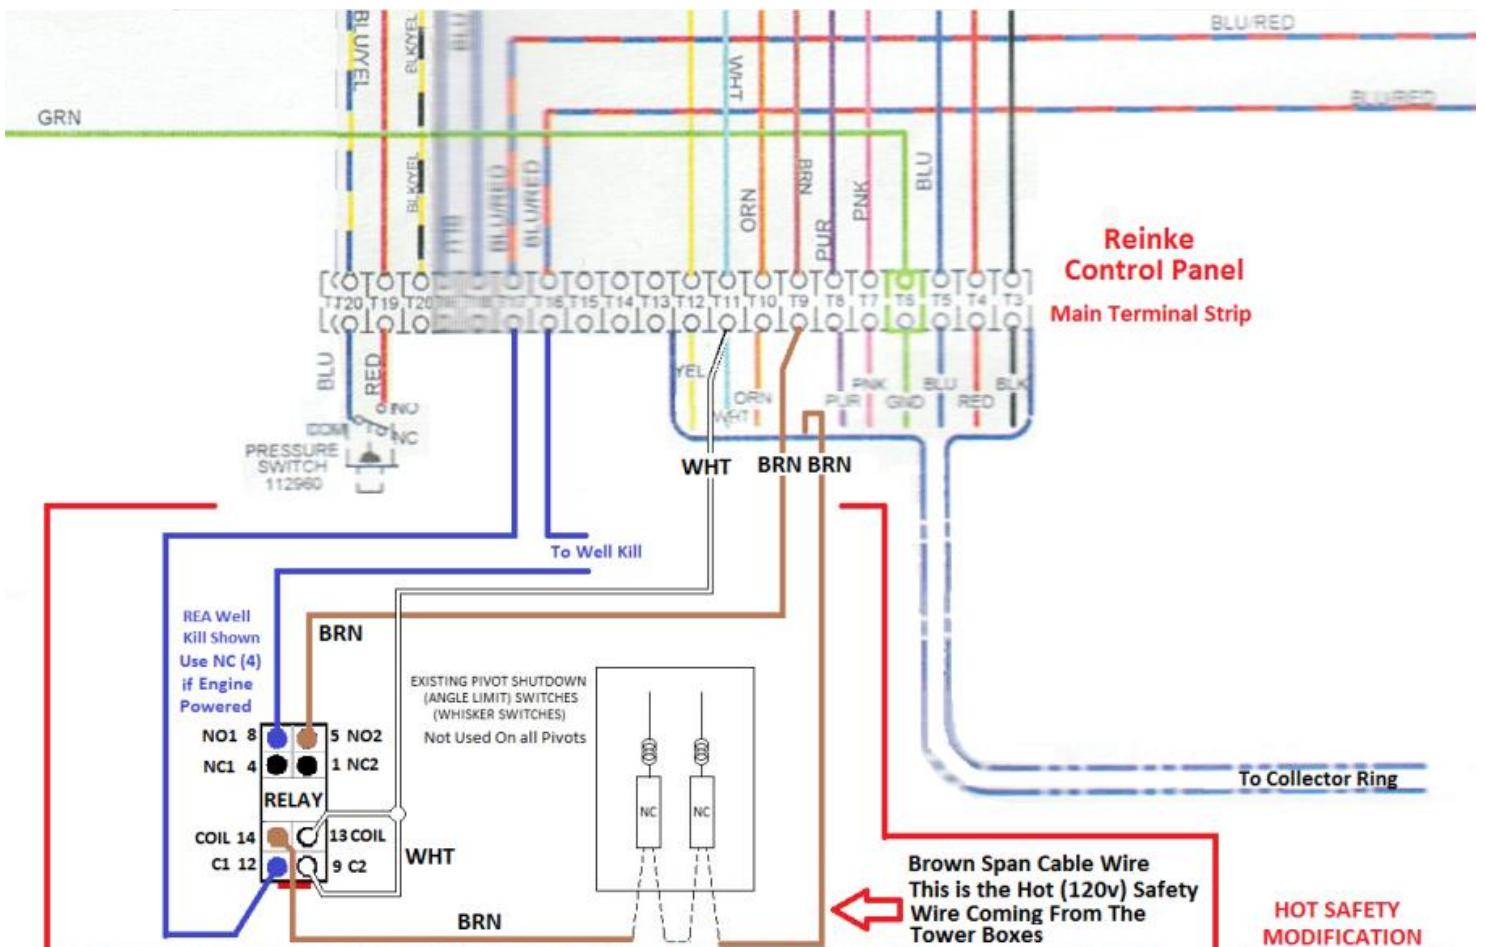 BLU/YEL
BLK/YEL
BLU
BLU/RED
WHT
BLU/RED
GRN
BLK/YEL
BLU/RED
BLU/RED
ORN
BRN
PUR
PNK
BLU
Reinke
Control Panel
Main Terminal Strip
T20 T19 T20 T17 T16 T15 T14 T13 T12 T11 T10 T9 T8 T7 T6 T5 T4 T3
BLU
RED
YEL
WHT
ORN
PUR
PNK
GND
BLU
RED
BLK
NO
COM
NC
PRESSURE
SWITCH
112960
WHT BRN BRN
To Well Kill
REA Well
Kill Shown
Use NC (4)
if Engine
Powered
BRN
EXISTING PIVOT SHUTDOWN
(ANGLE LIMIT) SWITCHES
(WHISKER SWITCHES)
Not Used On all Pivots
NO1 8 5 NO2
NC1 4 1 NC2
RELAY
COIL 14 13 COIL
C1 12 9 C2
WHT
NC NC
BRN
To Collector Ring
Brown Span Cable Wire
This is the Hot (120v) Safety
Wire Coming From The
Tower Boxes
HOT SAFETY
MODIFICATION